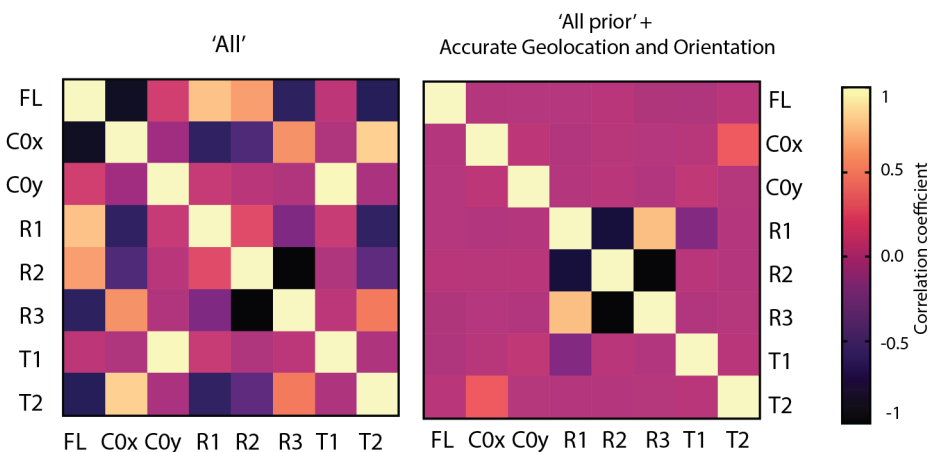 'All'
'All prior' +
Accurate Geolocation and Orientation
FL
C0x
C0y
R1
R2
R3
T1
T2
FL C0x C0y R1 R2 R3 T1 T2
FL
C0x
C0y
R1
R2
R3
T1
T2
FL C0x C0y R1 R2 R3 T1 T2
1
0.5
0.0
-0.5
-1
Correlation coefficient